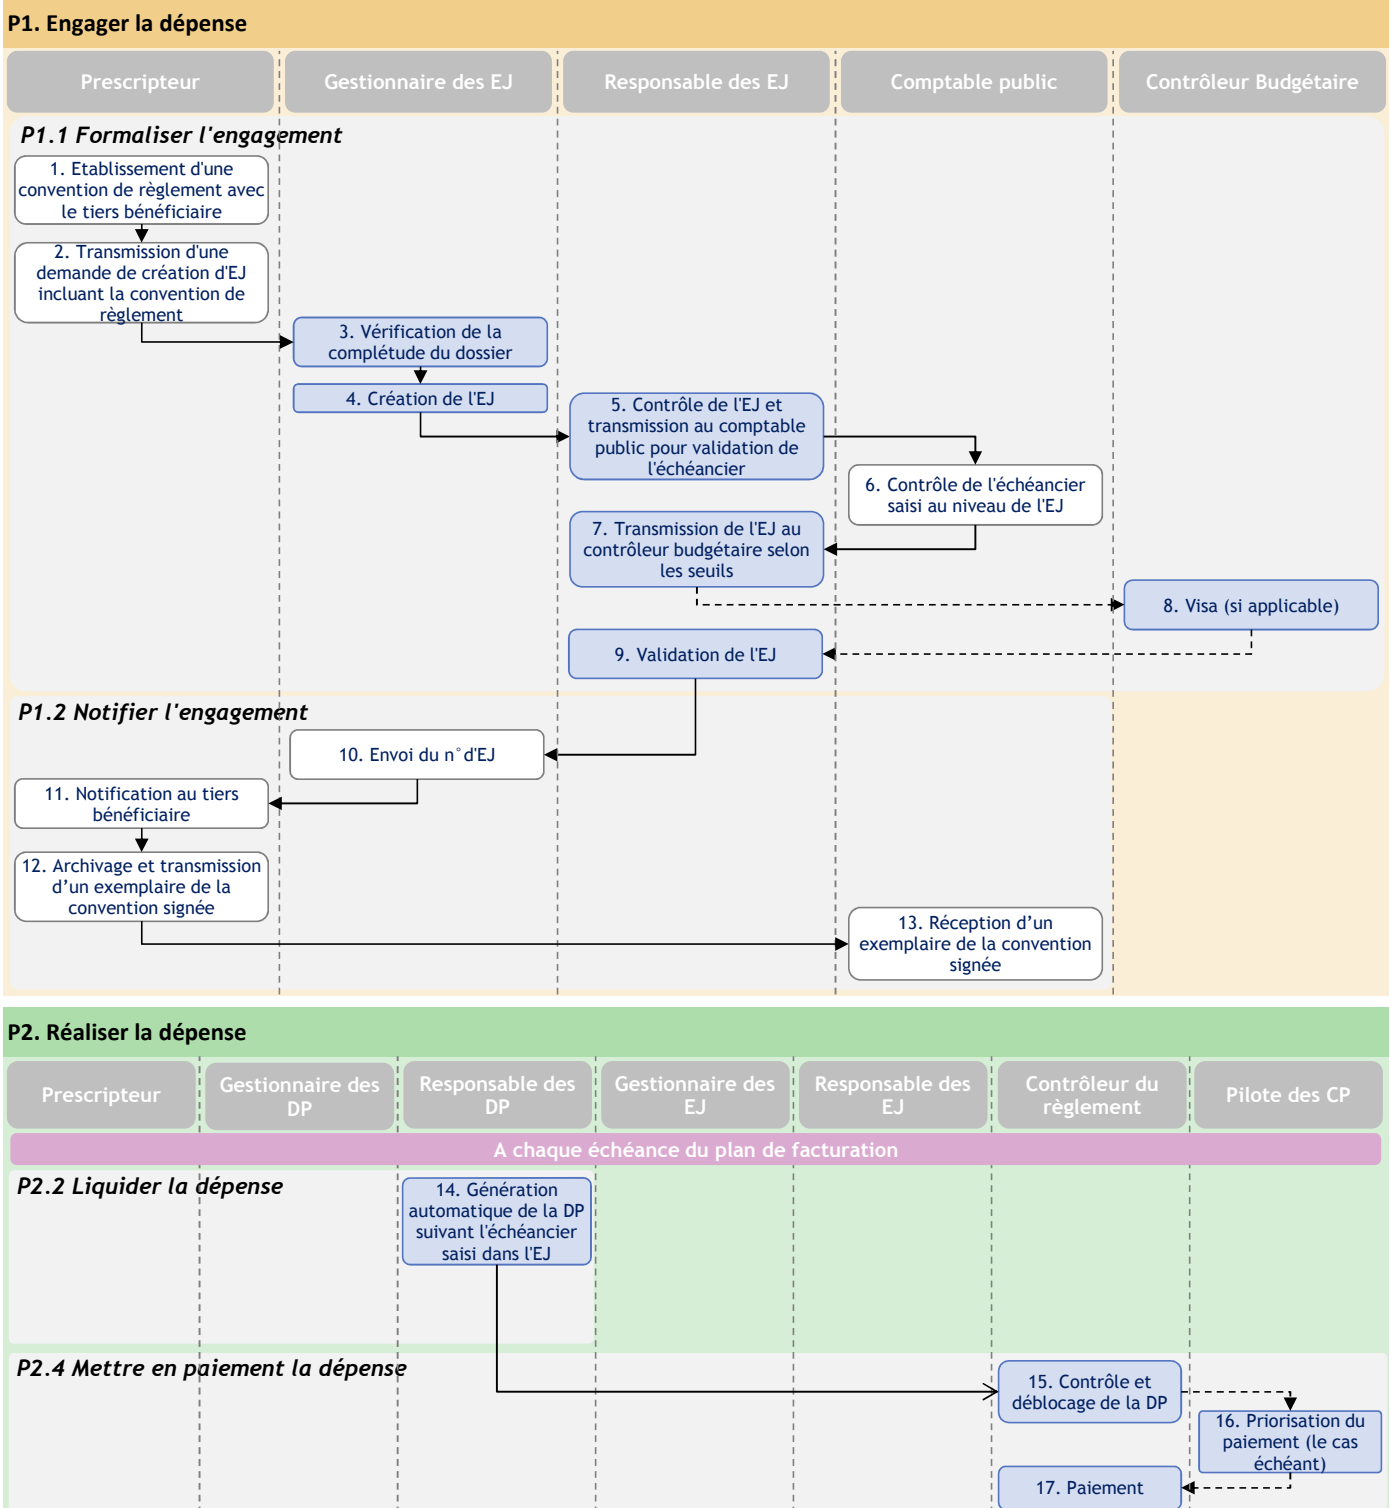 P1. Engager la dépense
Prescripteur
Gestionnaire des EJ
Responsable des EJ
Comptable public
Contrôleur Budgétaire
P1.1 Formaliser l'engagement
1. Etablissement d'une
convention de règlement avec
le tiers bénéficiaire
2. Transmission d'une
demande de création d'EJ
incluant la convention de
règlement
3. Vérification de la
complétude du dossier
4. Création de l'EJ
5. Contrôle de l'EJ et
transmission au comptable
public pour validation de
l'échéancier
6. Contrôle de l'échéancier
saisi au niveau de l'EJ
7. Transmission de l'EJ au
contrôleur budgétaire selon
les seuils
8. Visa (si applicable)
9. Validation de l'EJ
P1.2 Notifier l'engagement
10. Envoi du n°d'EJ
11. Notification au tiers
bénéficiaire
12. Archivage et transmission
d’un exemplaire de la
convention signée
13. Réception d’un
exemplaire de la convention
signée
P2. Réaliser la dépense
Prescripteur
Gestionnaire des
DP
Responsable des
DP
Gestionnaire des
EJ
Responsable des
EJ
Contrôleur du
règlement
Pilote des CP
A chaque échéance du plan de facturation
P2.2 Liquider la dépense
14. Génération
automatique de la DP
suivant l'échéancier
saisi dans l'EJ
P2.4 Mettre en paiement la dépense
15. Contrôle et
déblocage de la DP
16. Priorisation du
paiement (le cas
échéant)
17. Paiement